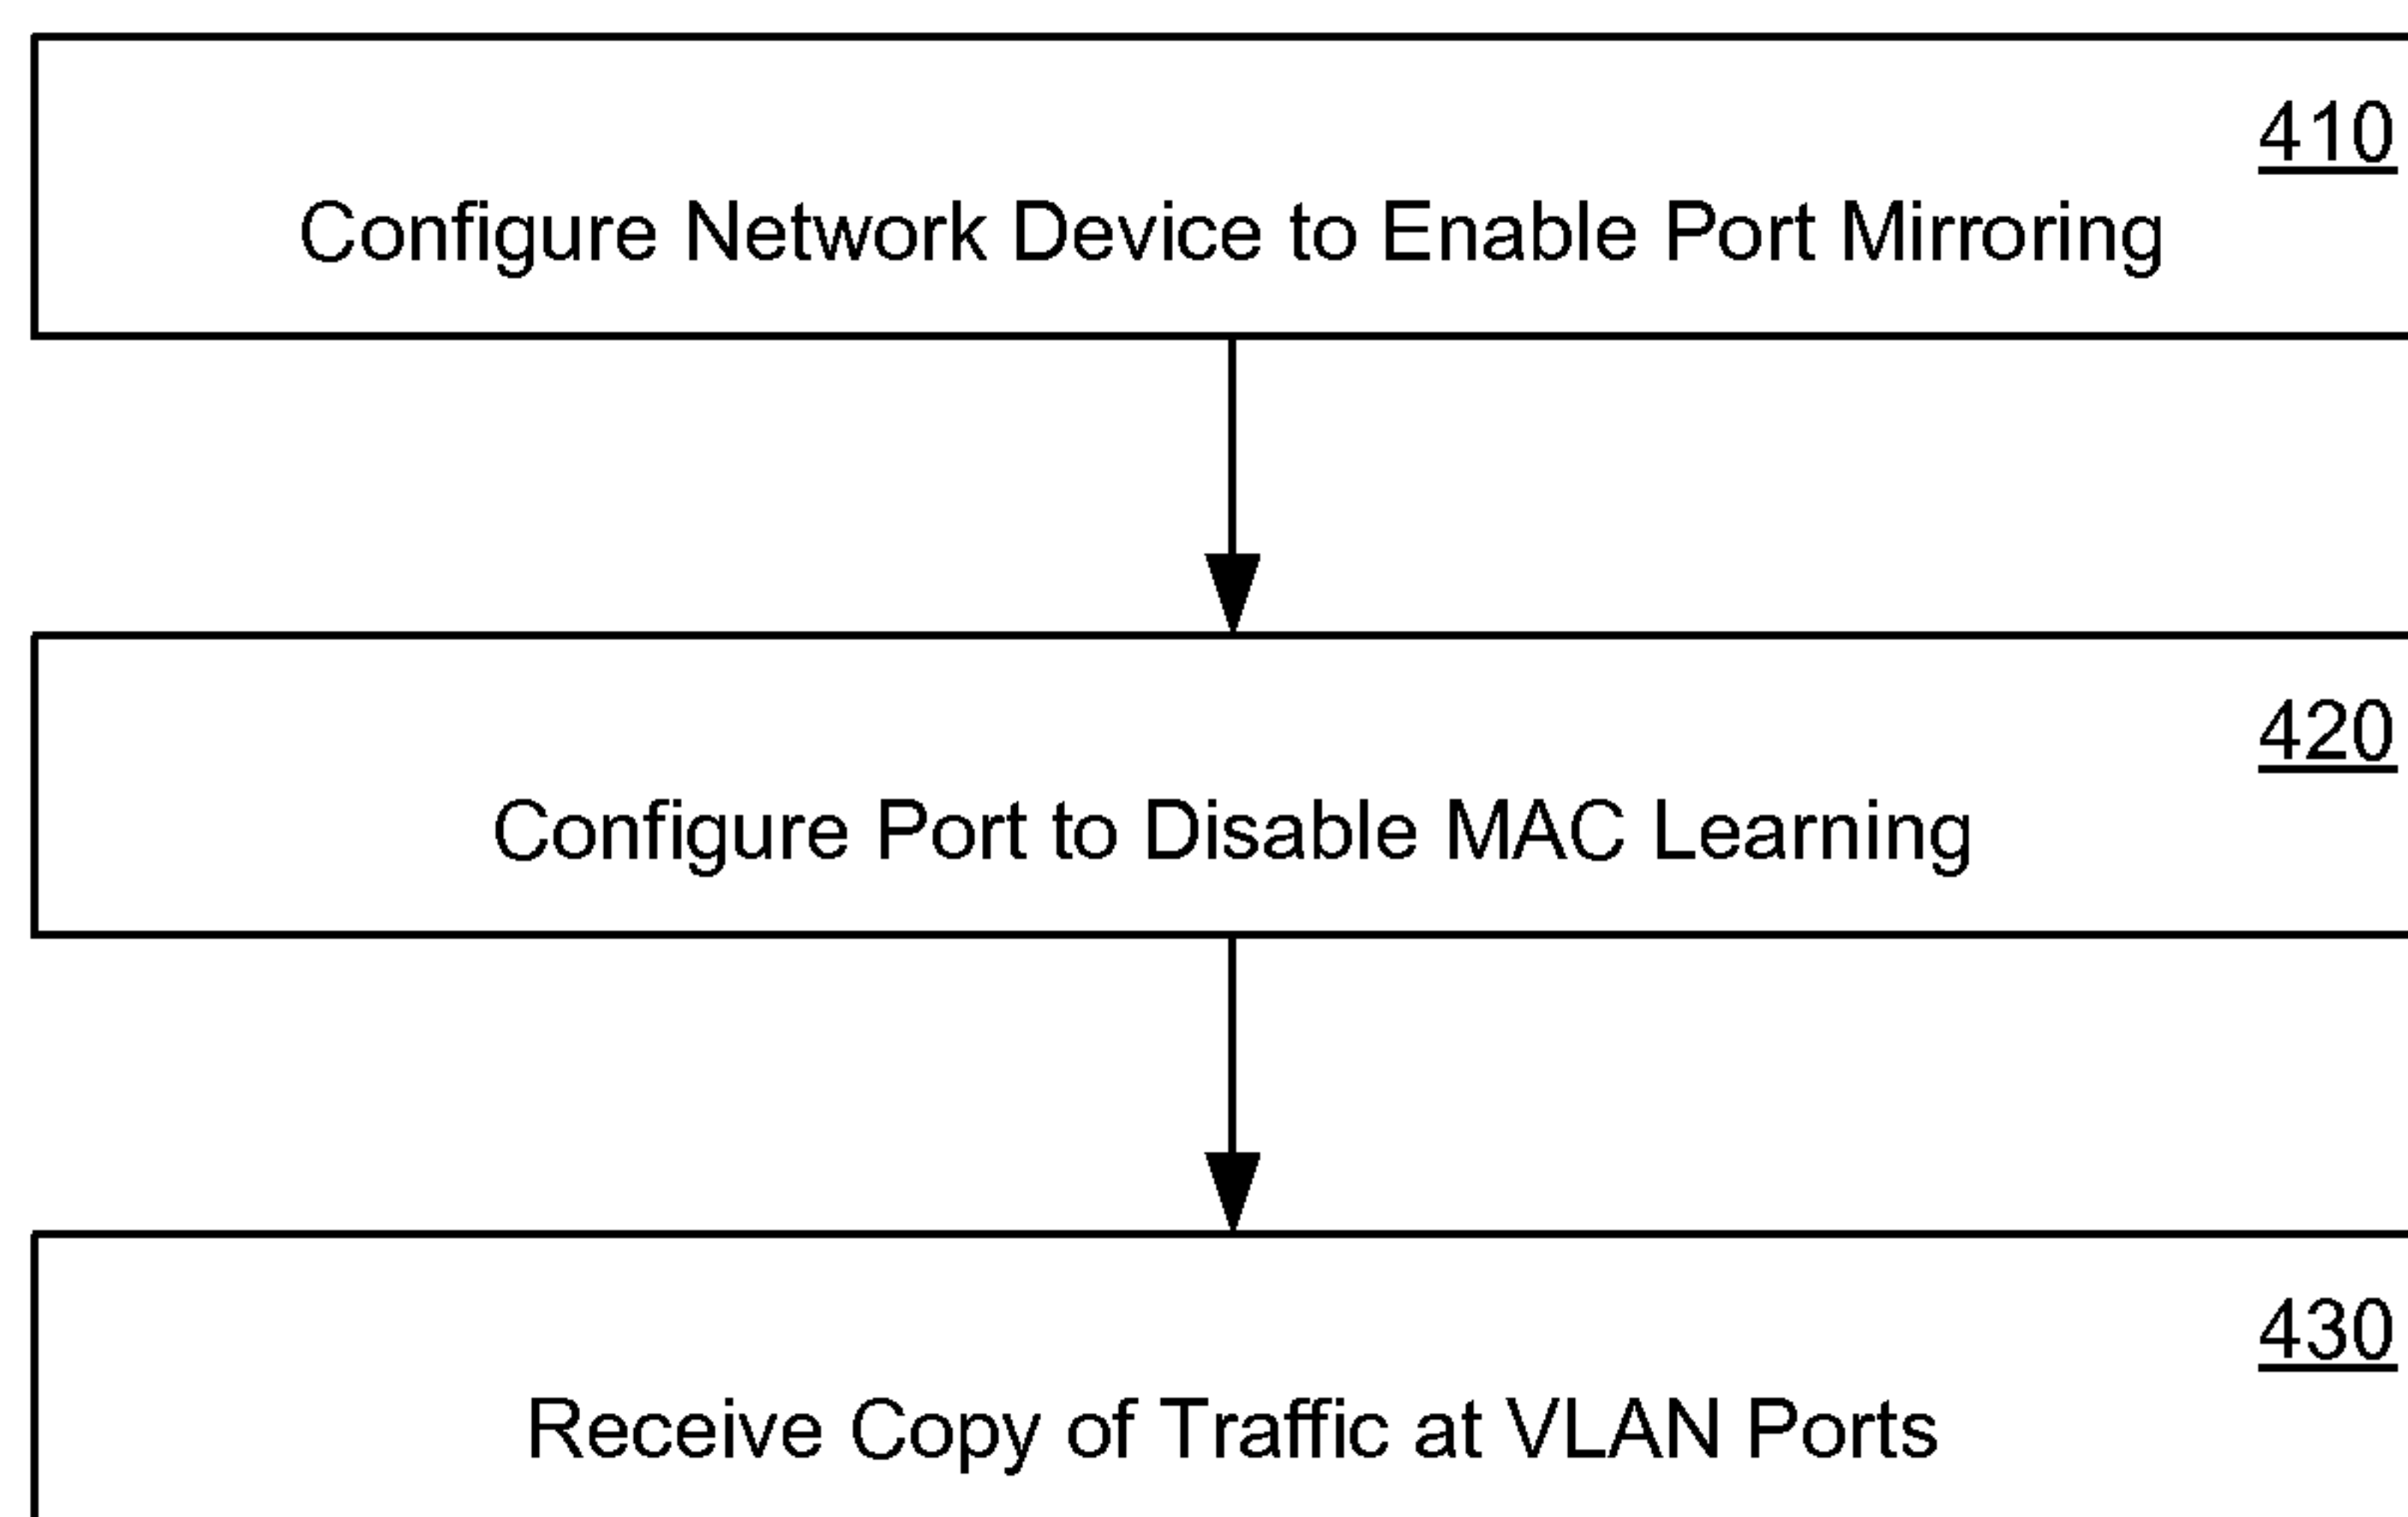 410
Configure Network Device to Enable Port Mirroring
420
Configure Port to Disable MAC Learning
430
Receive Copy of Traffic at VLAN Ports